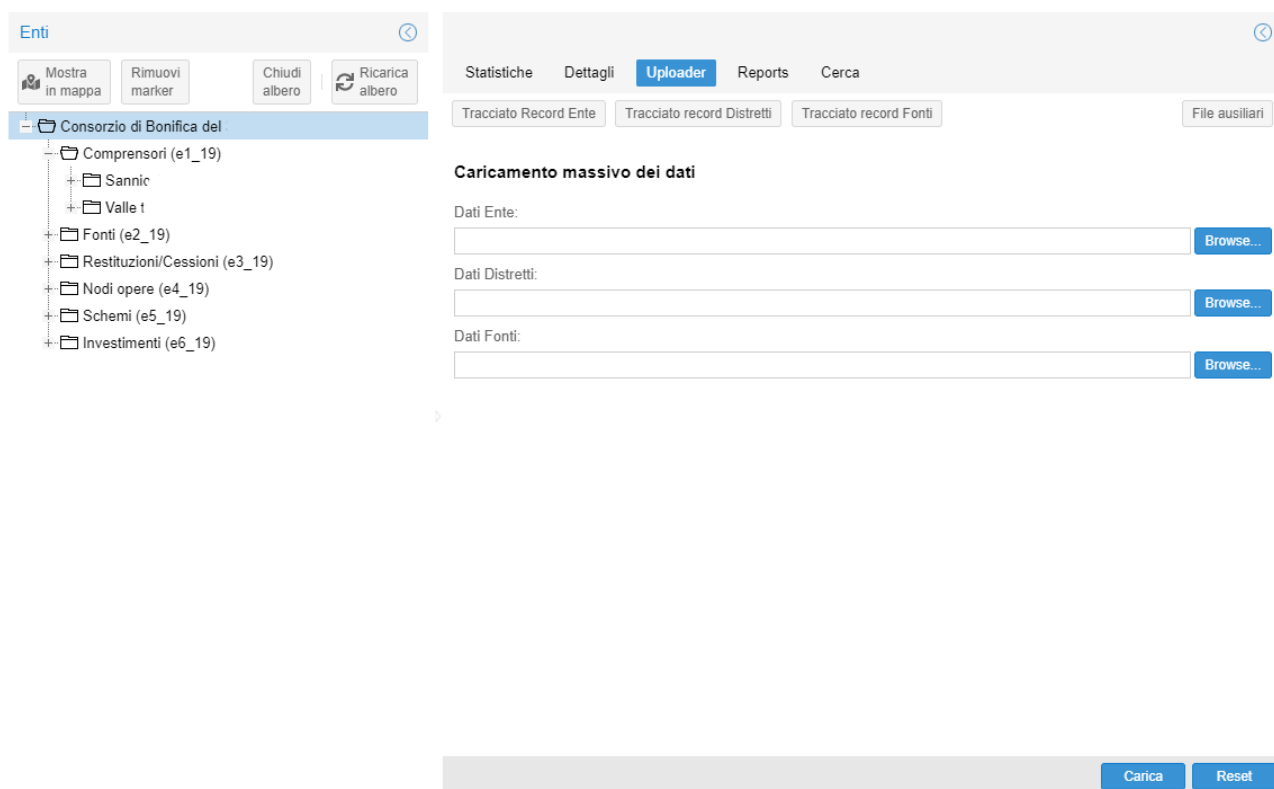 Enti
Mostra
in mappa
Rimuovi
marker
Chiudi
albero
Ricarica
albero
Consorzio di Bonifica del
Comprensori (e1_19)
Sannic
Valle t
Fonti (e2_19)
Restituzioni/Cessioni (e3_19)
Nodi opere (e4_19)
Schemi (e5_19)
Investimenti (e6_19)
Statistiche Dettagli Uploader Reports Cerca
Tracciato Record Ente Tracciato record Distretti Tracciato record Fonti File ausiliari
Caricamento massivo dei dati
Dati Ente:
Browse...
Dati Distretti:
Browse...
Dati Fonti:
Browse...
Carica Reset